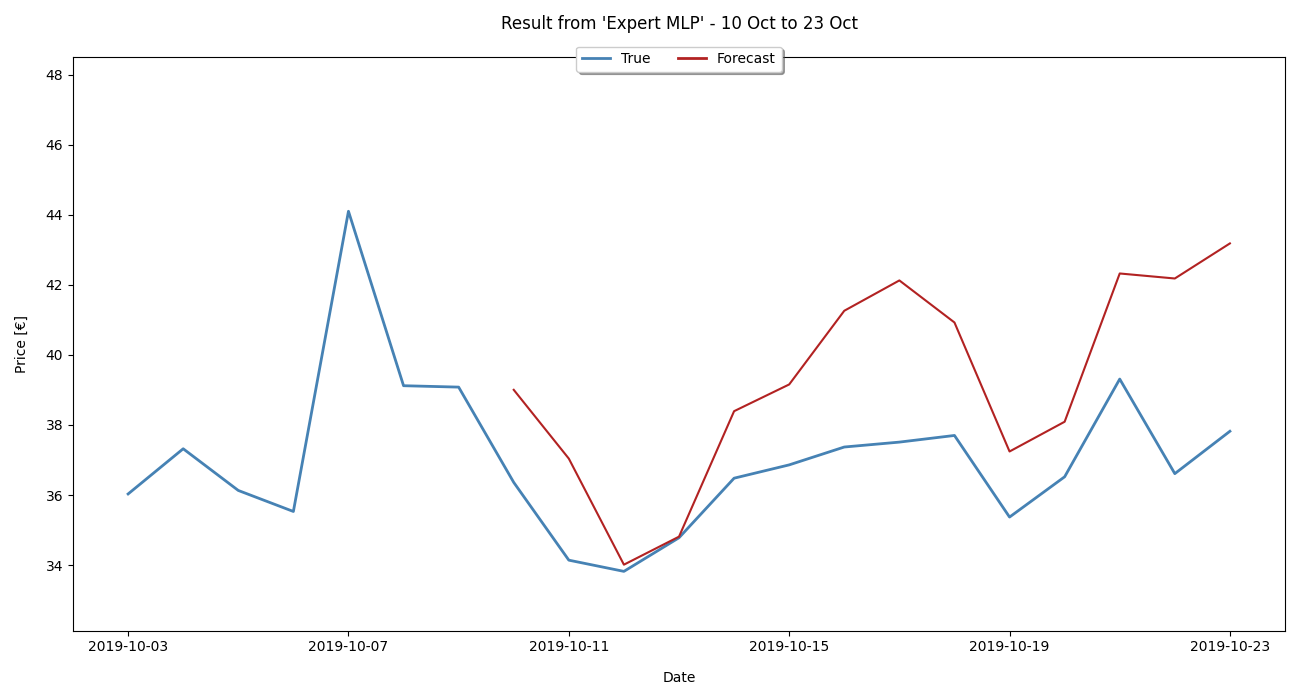 Result from 'Expert MLP' - 10 Oct to 23 Oct
True Forecast
48
46
44
42
40
38
36
34
Price [€]
2019-10-03 2019-10-07 2019-10-11 2019-10-15 2019-10-19 2019-10-23
Date